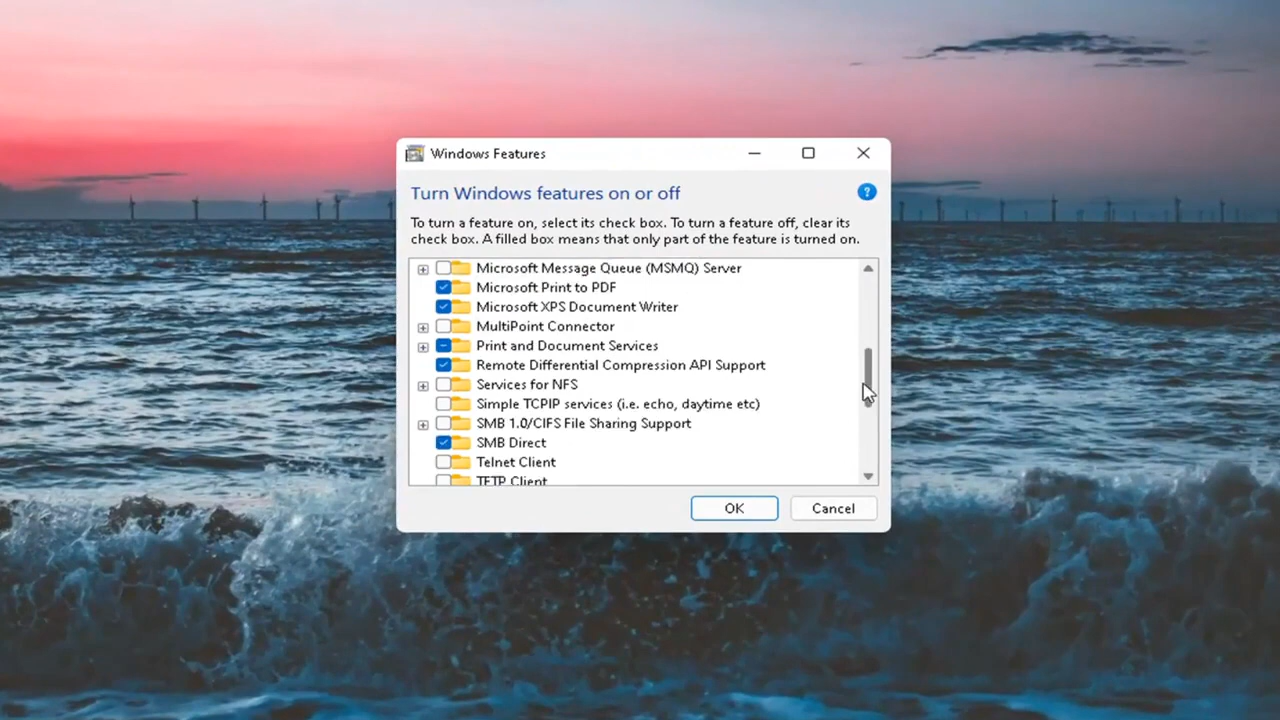 Windows Features
Turn Windows features on or off
?
To turn a feature on, select its check box. To turn a feature off, clear its
check box. A filled box means that only part of the feature is turned on.
Microsoft Message Queue (MSMQ) Server
Microsoft Print to PDF
Microsoft XPS Document Writer
MultiPoint Connector
Print and Document Services
Remote Differential Compression API Support
Services for NFS
Simple TCPIP services (i.e. echo, daytime etc)
SMB 1.0/CIFS File Sharing Support
SMB Direct
Telnet Client
TFTP Client
OK
Cancel